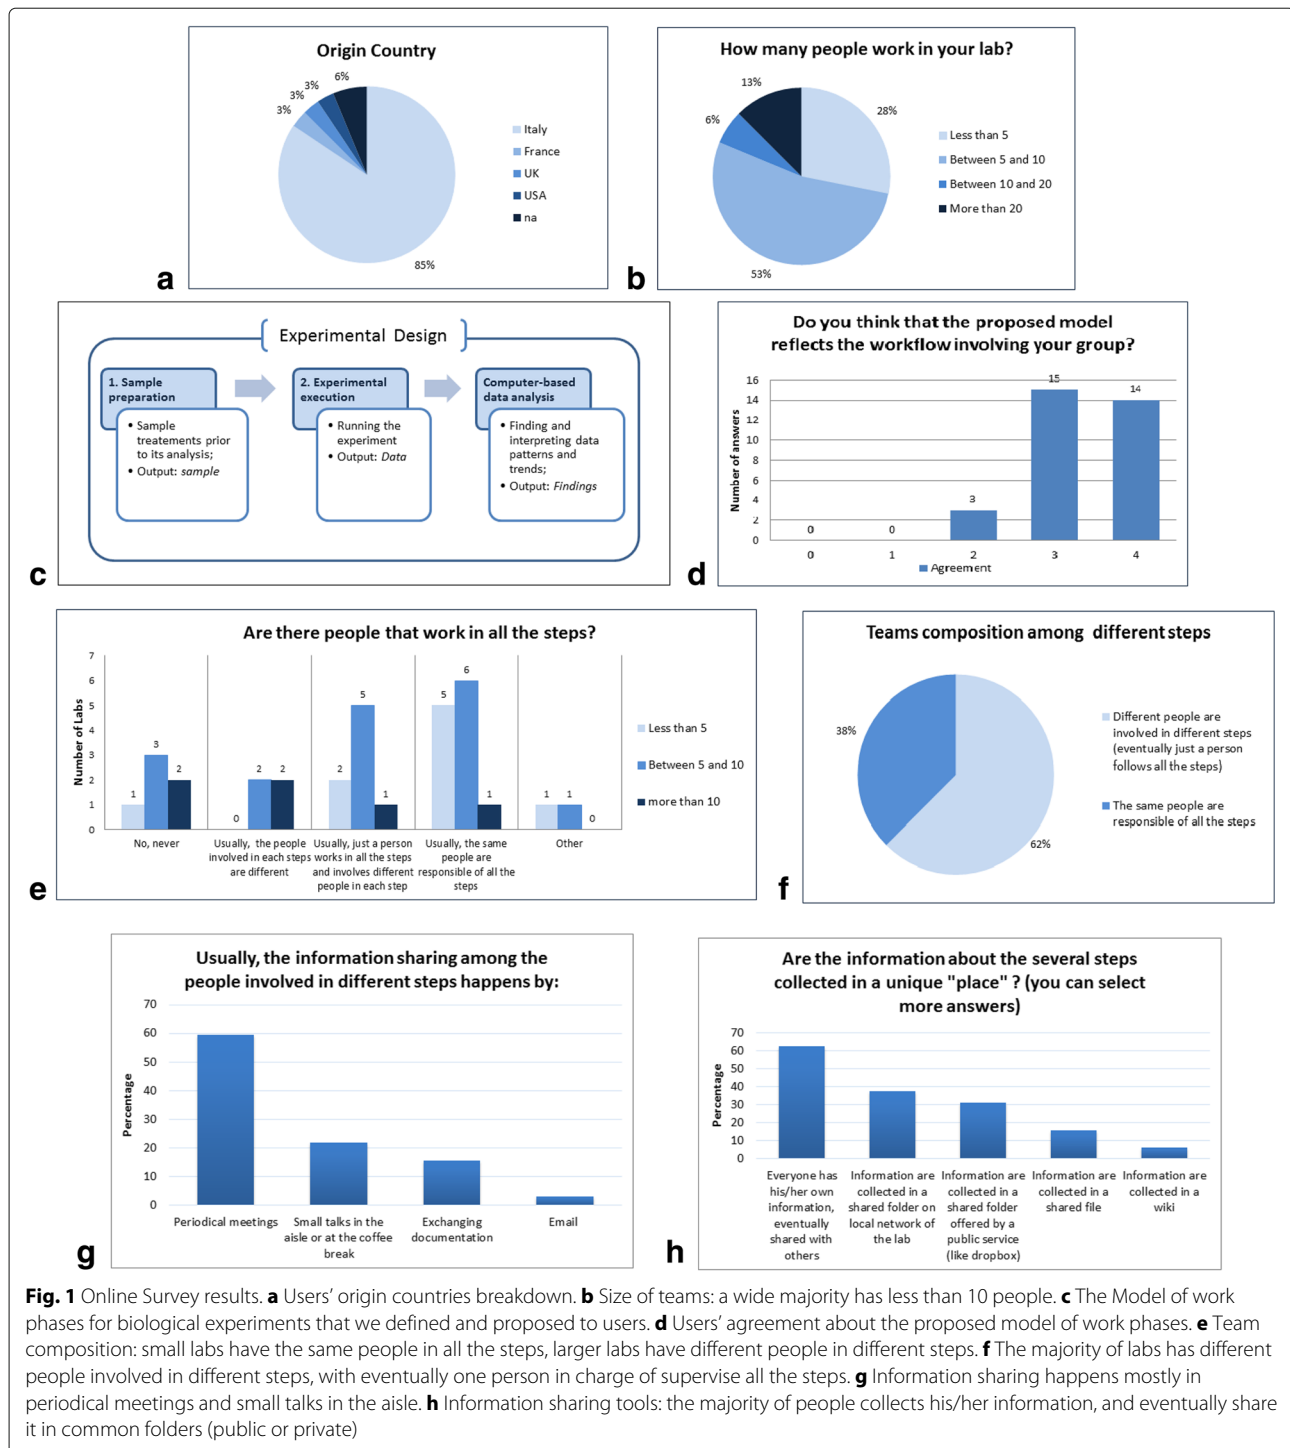 Origin Country
6%
3%
3%
3%
Italy
France
UK
USA
na
85%
a
How many people work in your lab?
13%
28%
6%
Less than 5
Between 5 and 10
Between 10 and 20
More than 20
53%
b
Experimental Design
1. Sample
preparation
• Sample
treatements prior
to its analysis;
• Output: sample
2. Experimental
execution
• Running the
experiment
• Output: Data
Computer-based
data analysis
• Finding and
interpreting data
patterns and
trends;
• Output: Findings
c
Do you think that the proposed model
reflects the workflow involving your group?
Number of answers
16
14
12
10
8
6
4
2
0
0
0
3
15
14
0
1
2
3
4
Agreement
d
Are there people that work in all the steps?
Number of Labs
7
6
5
4
3
2
1
0
1
3
2
0
2
2
2
5
1
5
6
1
1
1
0
No, never
Usually, the people
involved in each steps
are different
Usually, just a person
works in all the steps
and involves different
people in each step
Usually, the same
people are
responsible of all the
steps
Other
Less than 5
Between 5 and 10
more than 10
e
Teams composition among different steps
38%
62%
Different people are
involved in different steps
(eventually just a person
follows all the steps)
The same people are
responsible of all the steps
f
Usually, the information sharing among the
people involved in different steps happens by:
Percentage
70
60
50
40
30
20
10
0
Periodical meetings
Small talks in the
aisle or at the coffee
break
Exchanging
documentation
Email
g
Are the information about the several steps
collected in a unique "place" ? (you can select
more answers)
Percentage
70
60
50
40
30
20
10
0
Everyone has
his/her own
information,
eventually
shared with
others
Information are
collected in a
shared folder on
local network of
the lab
Information are
collected in a
shared folder
offered by a
public service
(like dropbox)
Information are
collected in a
shared file
Information are
collected in a
wiki
h
Fig. 1 Online Survey results. a Users' origin countries breakdown. b Size of teams: a wide majority has less than 10 people. c The Model of work
phases for biological experiments that we defined and proposed to users. d Users' agreement about the proposed model of work phases. e Team
composition: small labs have the same people in all the steps, larger labs have different people in different steps. f The majority of labs has different
people involved in different steps, with eventually one person in charge of supervise all the steps. g Information sharing happens mostly in
periodical meetings and small talks in the aisle. h Information sharing tools: the majority of people collects his/her information, and eventually share
it in common folders (public or private)